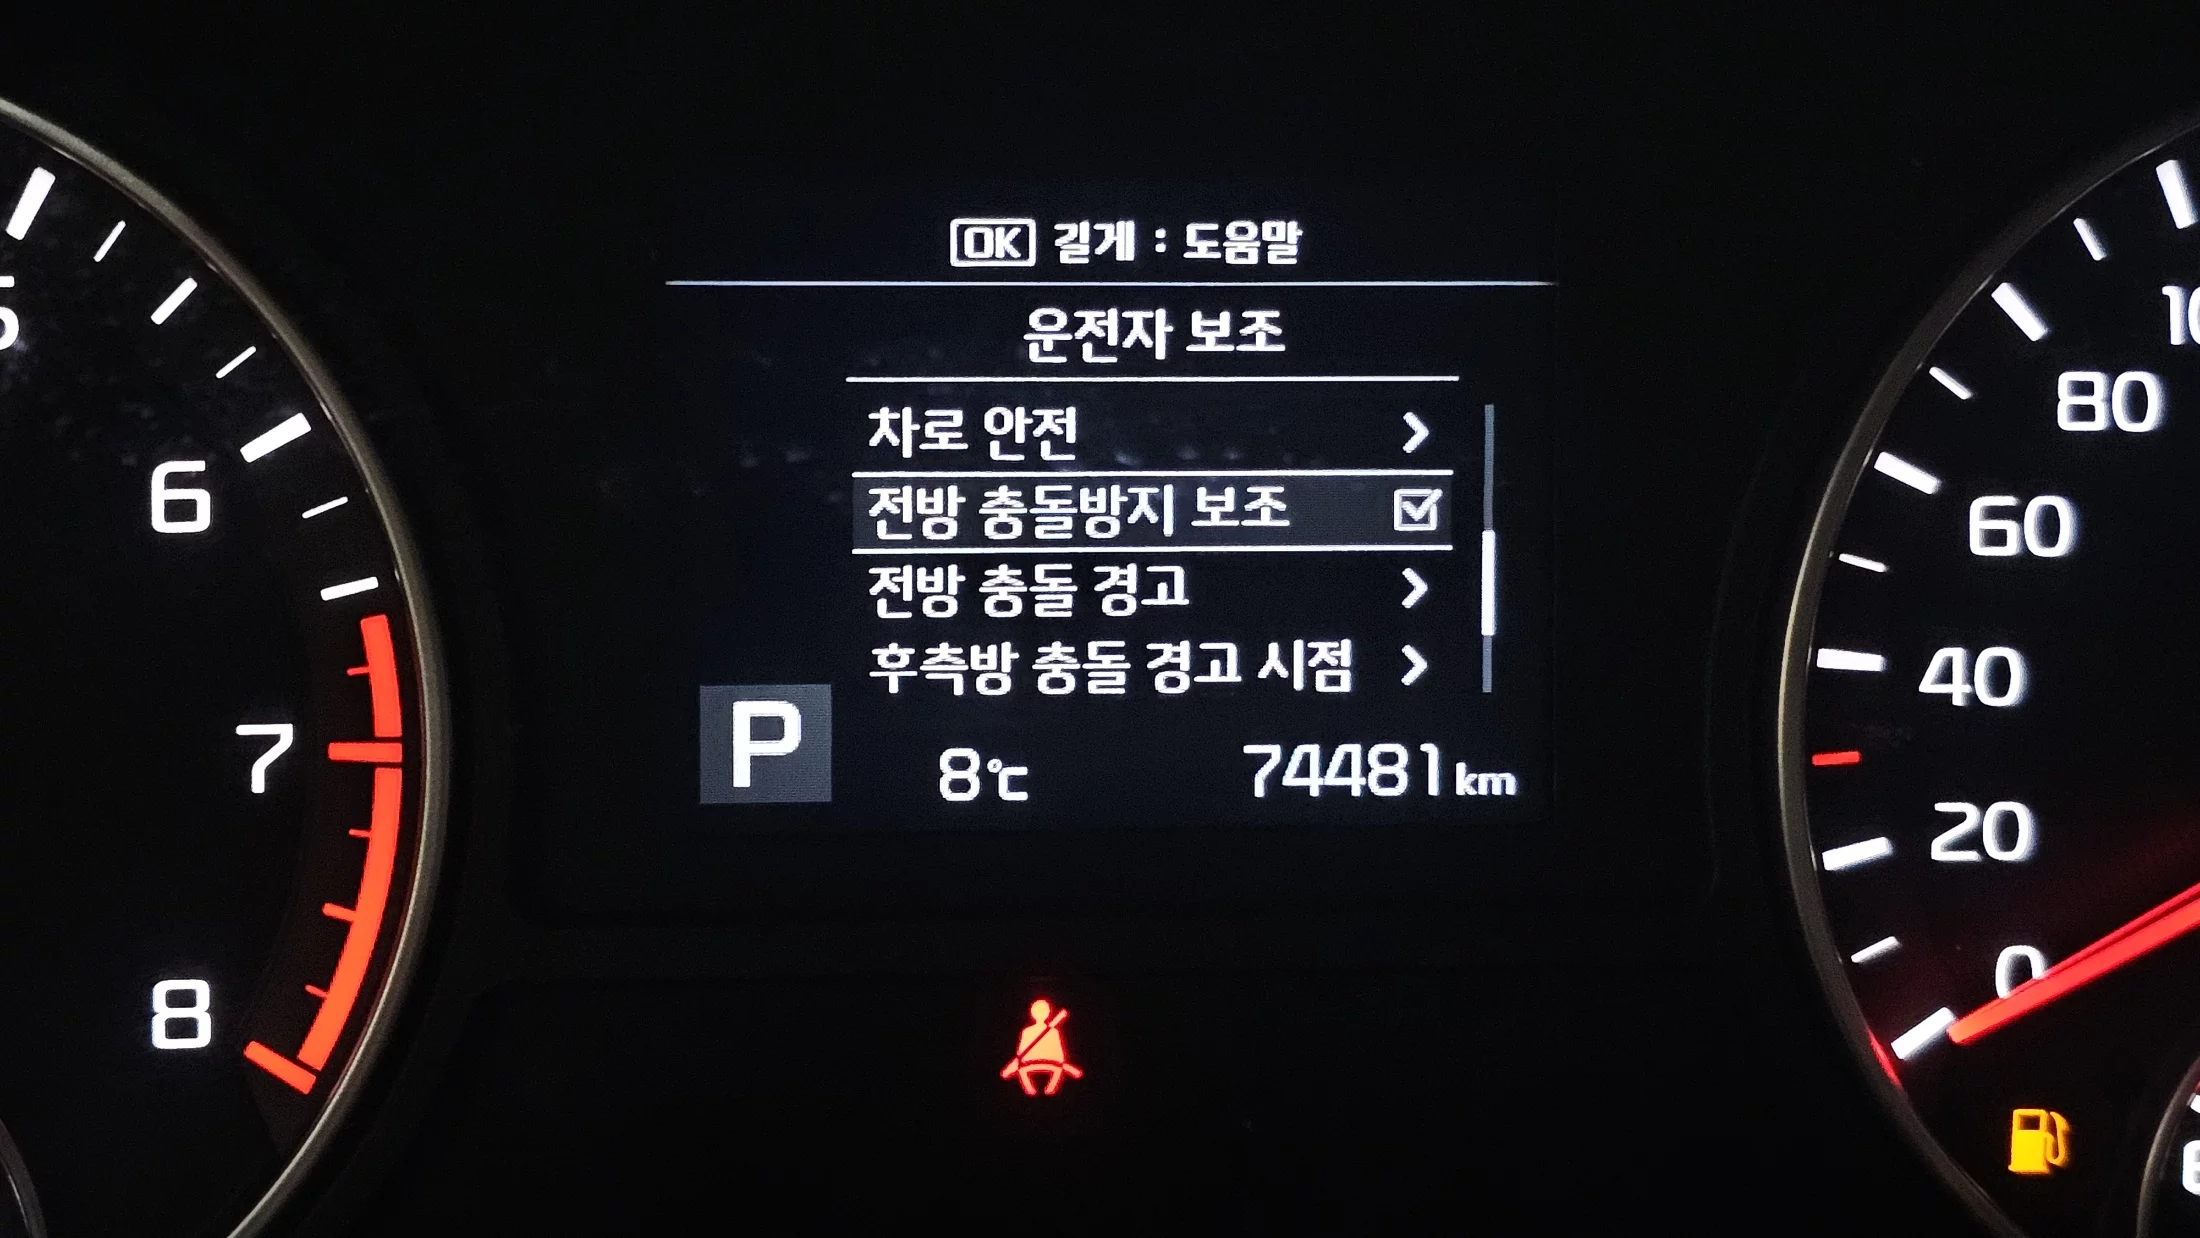 OK 길게 : 도움말
운전자 보조
차로 안전
전방 충돌방지 보조
전방 충돌 경고
후측방 충돌 경고 시점
P
8℃
74481 km
6
7
8
80
60
40
20
0